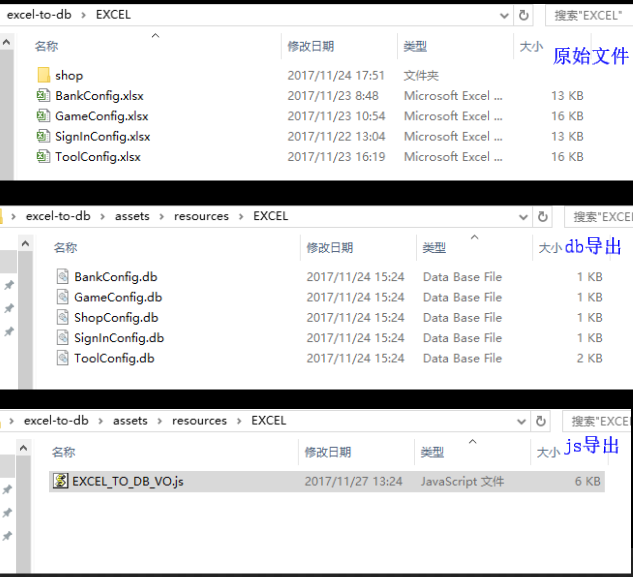 excel-to-db › EXCEL 搜索"EXCEL"
名称 修改日期 类型 大小 原始文件
shop 2017/11/24 17:51 文件夹
BankConfig.xlsx 2017/11/23 8:48 Microsoft Excel ... 13 KB
GameConfig.xlsx 2017/11/23 10:54 Microsoft Excel ... 16 KB
SignInConfig.xlsx 2017/11/22 13:04 Microsoft Excel ... 13 KB
ToolConfig.xlsx 2017/11/23 16:19 Microsoft Excel ... 16 KB
› excel-to-db › assets › resources › EXCEL 搜索"EXCE
名称 修改日期 类型 大小 db导出
BankConfig.db 2017/11/24 15:24 Data Base File 1 KB
GameConfig.db 2017/11/24 15:24 Data Base File 1 KB
ShopConfig.db 2017/11/24 15:24 Data Base File 1 KB
SignInConfig.db 2017/11/24 15:24 Data Base File 1 KB
ToolConfig.db 2017/11/24 15:24 Data Base File 2 KB
› excel-to-db › assets › resources › EXCEL 搜索"EXCE
名称 修改日期 类型 大小 js导出
EXCEL_TO_DB_VO.js 2017/11/27 13:24 JavaScript 文件 6 KB